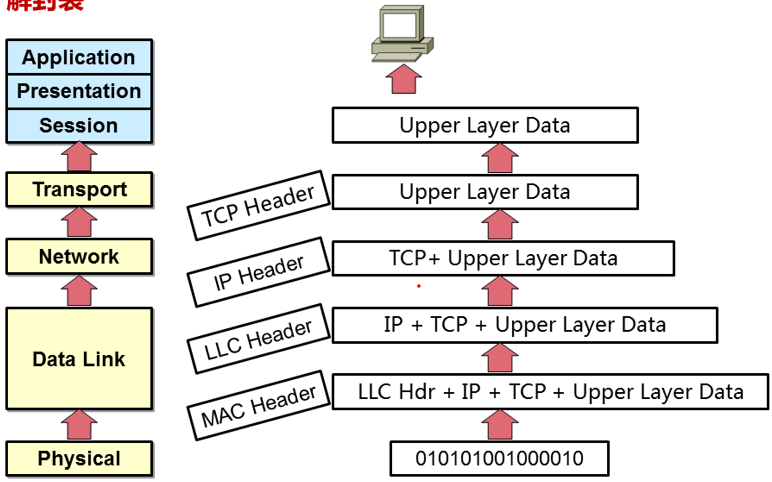 解封装
Application
Presentation
Session
Transport
Network
Data Link
Physical
Upper Layer Data
TCP Header
Upper Layer Data
IP Header
TCP+ Upper Layer Data
LLC Header
IP + TCP + Upper Layer Data
MAC Header
LLC Hdr + IP + TCP + Upper Layer Data
010101001000010